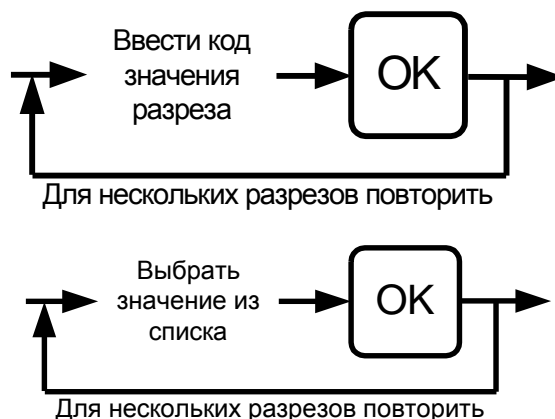 Ввести код
значения
разреза
OK
Для нескольких разрезов повторить
Выбрать
значение из
списка
OK
Для нескольких разрезов повторить